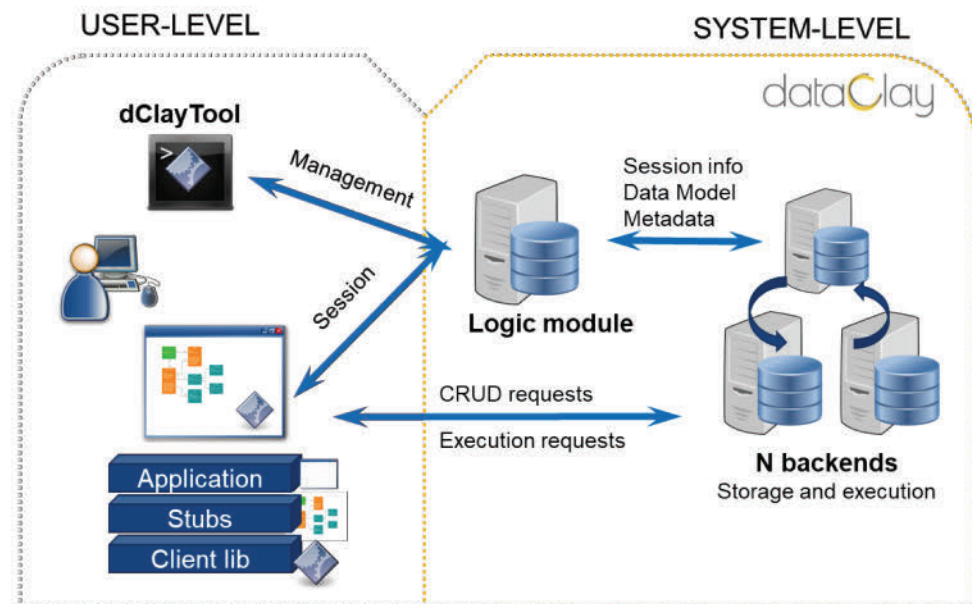 USER-LEVEL
SYSTEM-LEVEL
dataClay
dClayTool
>
Management
Session info
Data Model
Metadata
Session
Logic module
CRUD requests
Execution requests
N backends
Storage and execution
Application
Stubs
Client lib